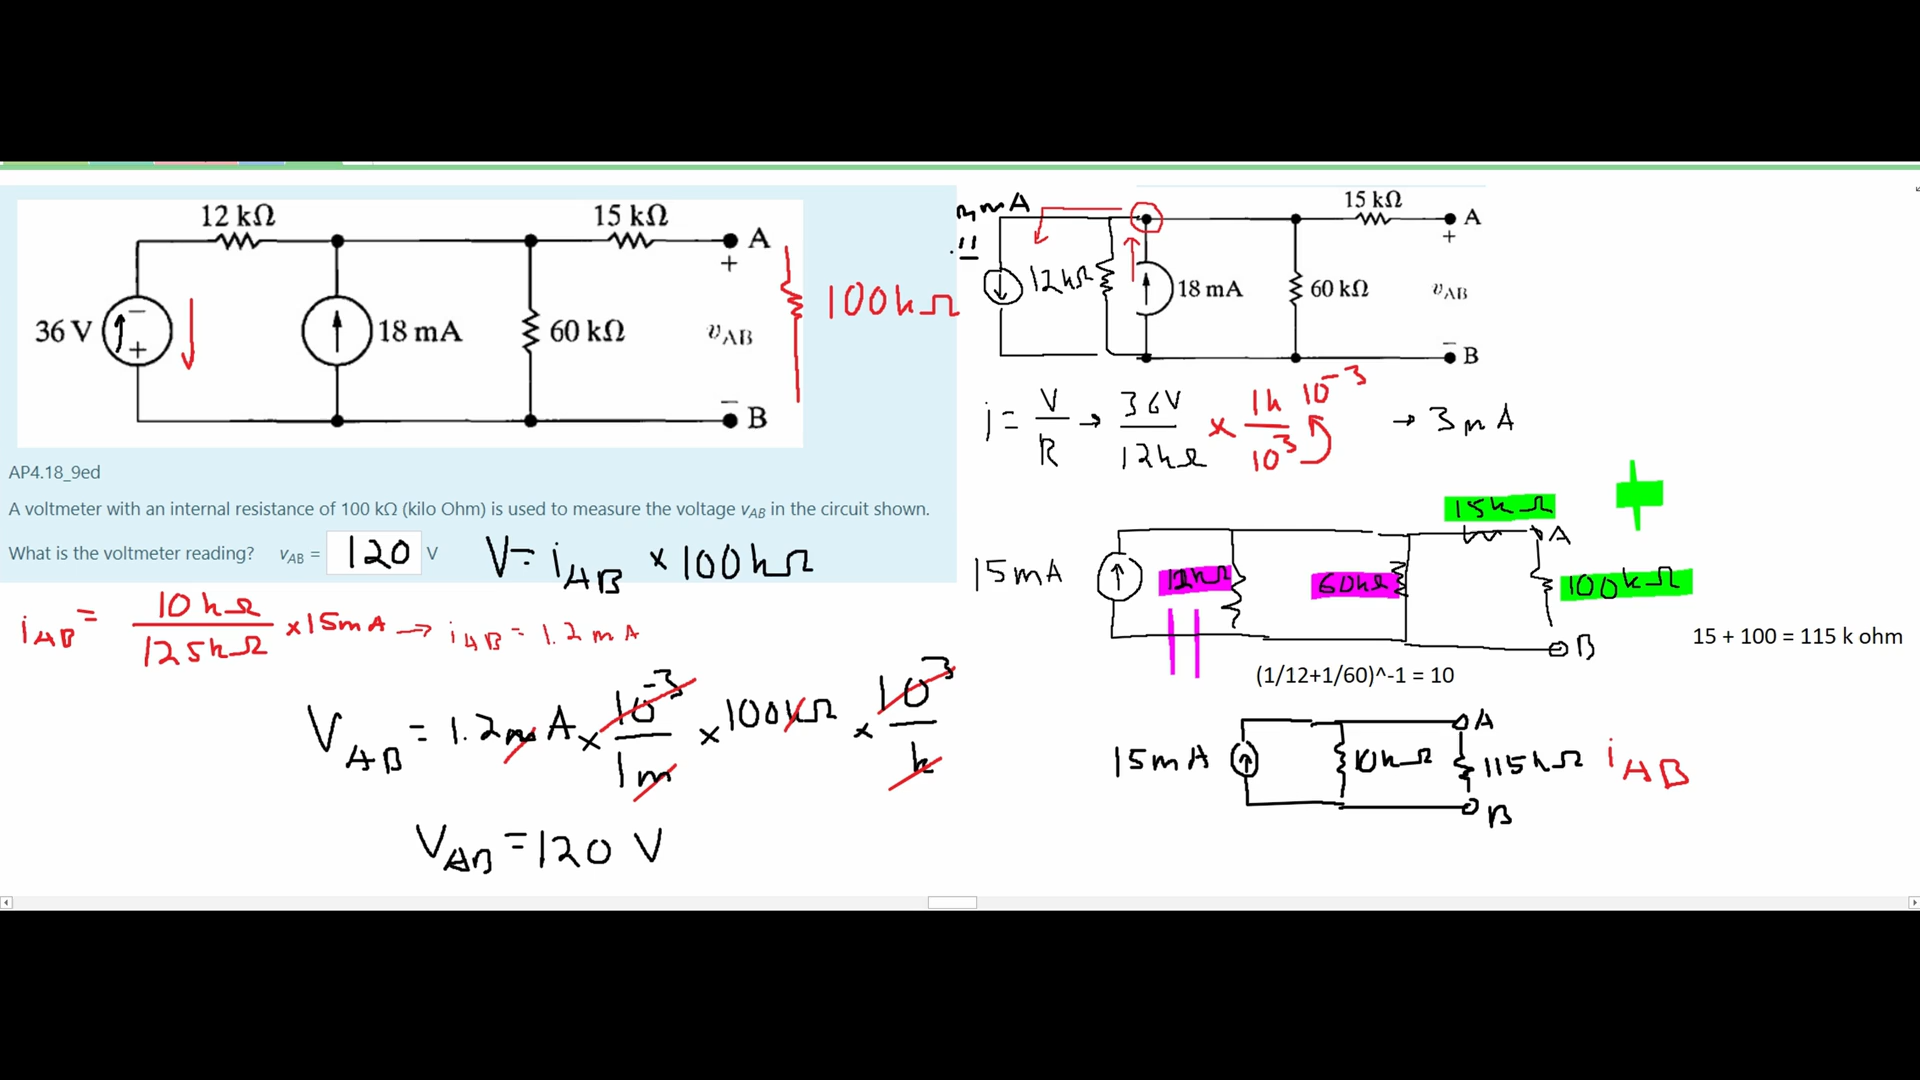 12 kΩ
15 kΩ
A
+
36 V
−
+
18 mA
60 kΩ
vAB
100kΩ
−
B
AP4.18_9ed
A voltmeter with an internal resistance of 100 kΩ (kilo Ohm) is used to measure the voltage vAB in the circuit shown.
What is the voltmeter reading? vAB = 120 V
V= iAB × 100kΩ
iAB = 10kΩ / 125kΩ × 15mA → iAB = 1.2 mA
VAB = 1.2mA × 10^-3 / 1m × 100kΩ × 10^3 / k
VAB = 120 V
mA
15 kΩ
A
+
12kΩ
18 mA
60 kΩ
vAB
−
B
i = V / R → 36V / 12kΩ × 1k / 10^3 10^-3 → 3mA
15kΩ
A
15mA
12kΩ
60kΩ
100kΩ
B
15 + 100 = 115 k ohm
(1/12+1/60)^-1 = 10
A
15mA
10kΩ
115kΩ
iAB
B